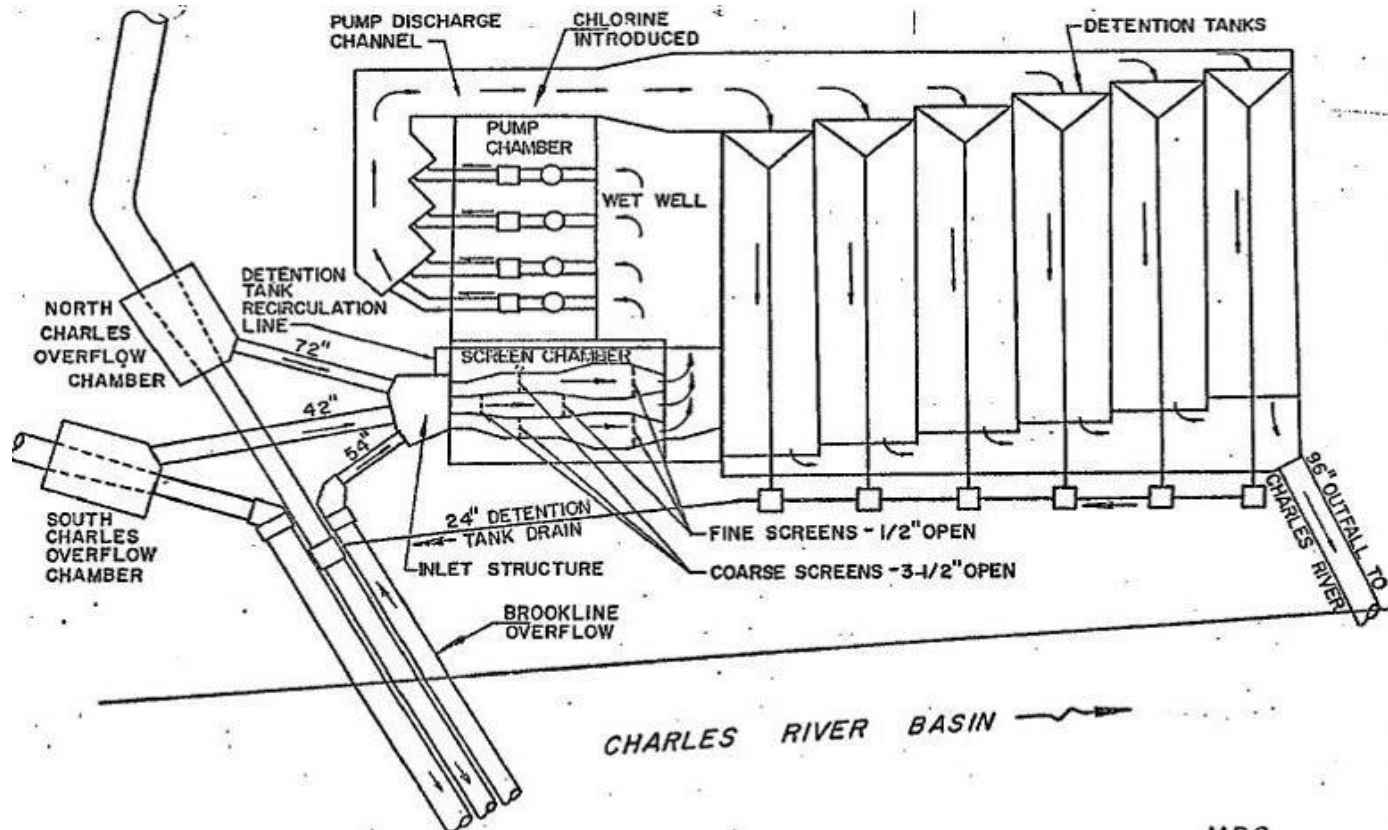 PUMP DISCHARGE
CHANNEL
CHLORINE
INTRODUCED
DETENTION TANKS
PUMP
CHAMBER
WET WELL
DETENTION
TANK
RECIRCULATION
LINE
NORTH
CHARLES
OVERFLOW
CHAMBER
72"
SCREEN CHAMBER
42"
54"
SOUTH
CHARLES
OVERFLOW
CHAMBER
24" DETENTION
TANK DRAIN
INLET STRUCTURE
FINE SCREENS - 1/2" OPEN
COARSE SCREENS - 3-1/2" OPEN
96" OUTFALL TO
CHARLES RIVER
BROOKLINE
OVERFLOW
CHARLES RIVER BASIN